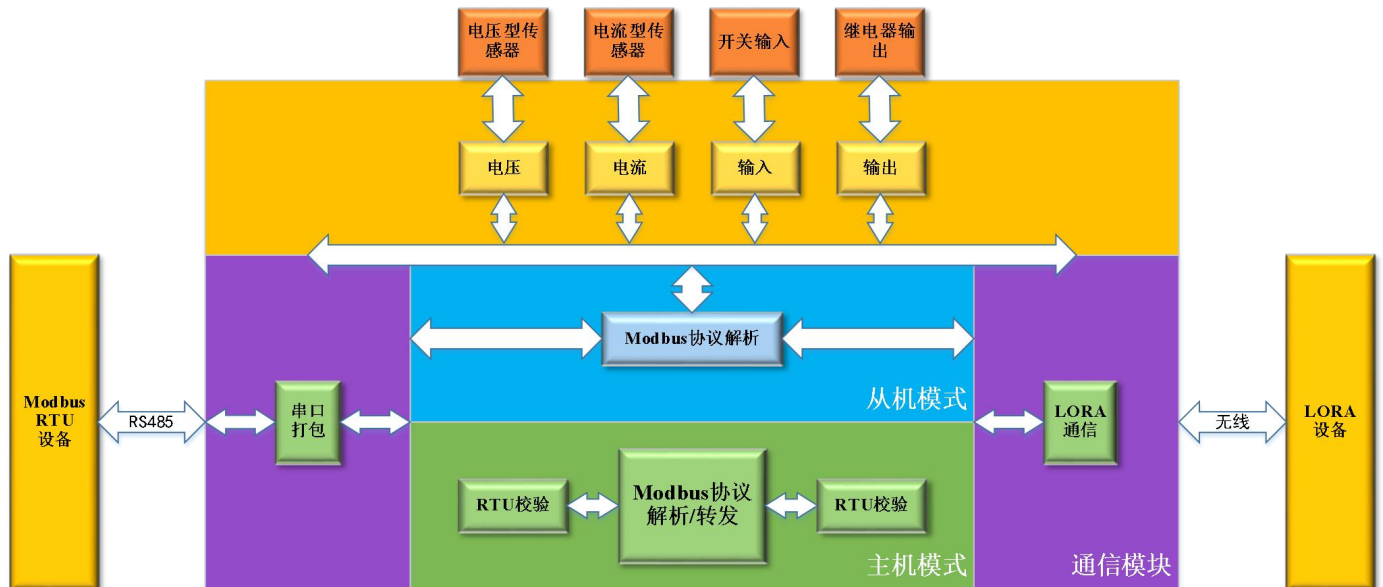 电压型传
感器
电流型传
感器
开关输入
继电器输
出
电压
电流
输入
输出
Modbus协议解析
从机模式
Modbus
RTU
设备
RS485
串口
打包
LORA
通信
无线
LORA
设备
RTU校验
Modbus协议
解析/转发
RTU校验
主机模式
通信模块